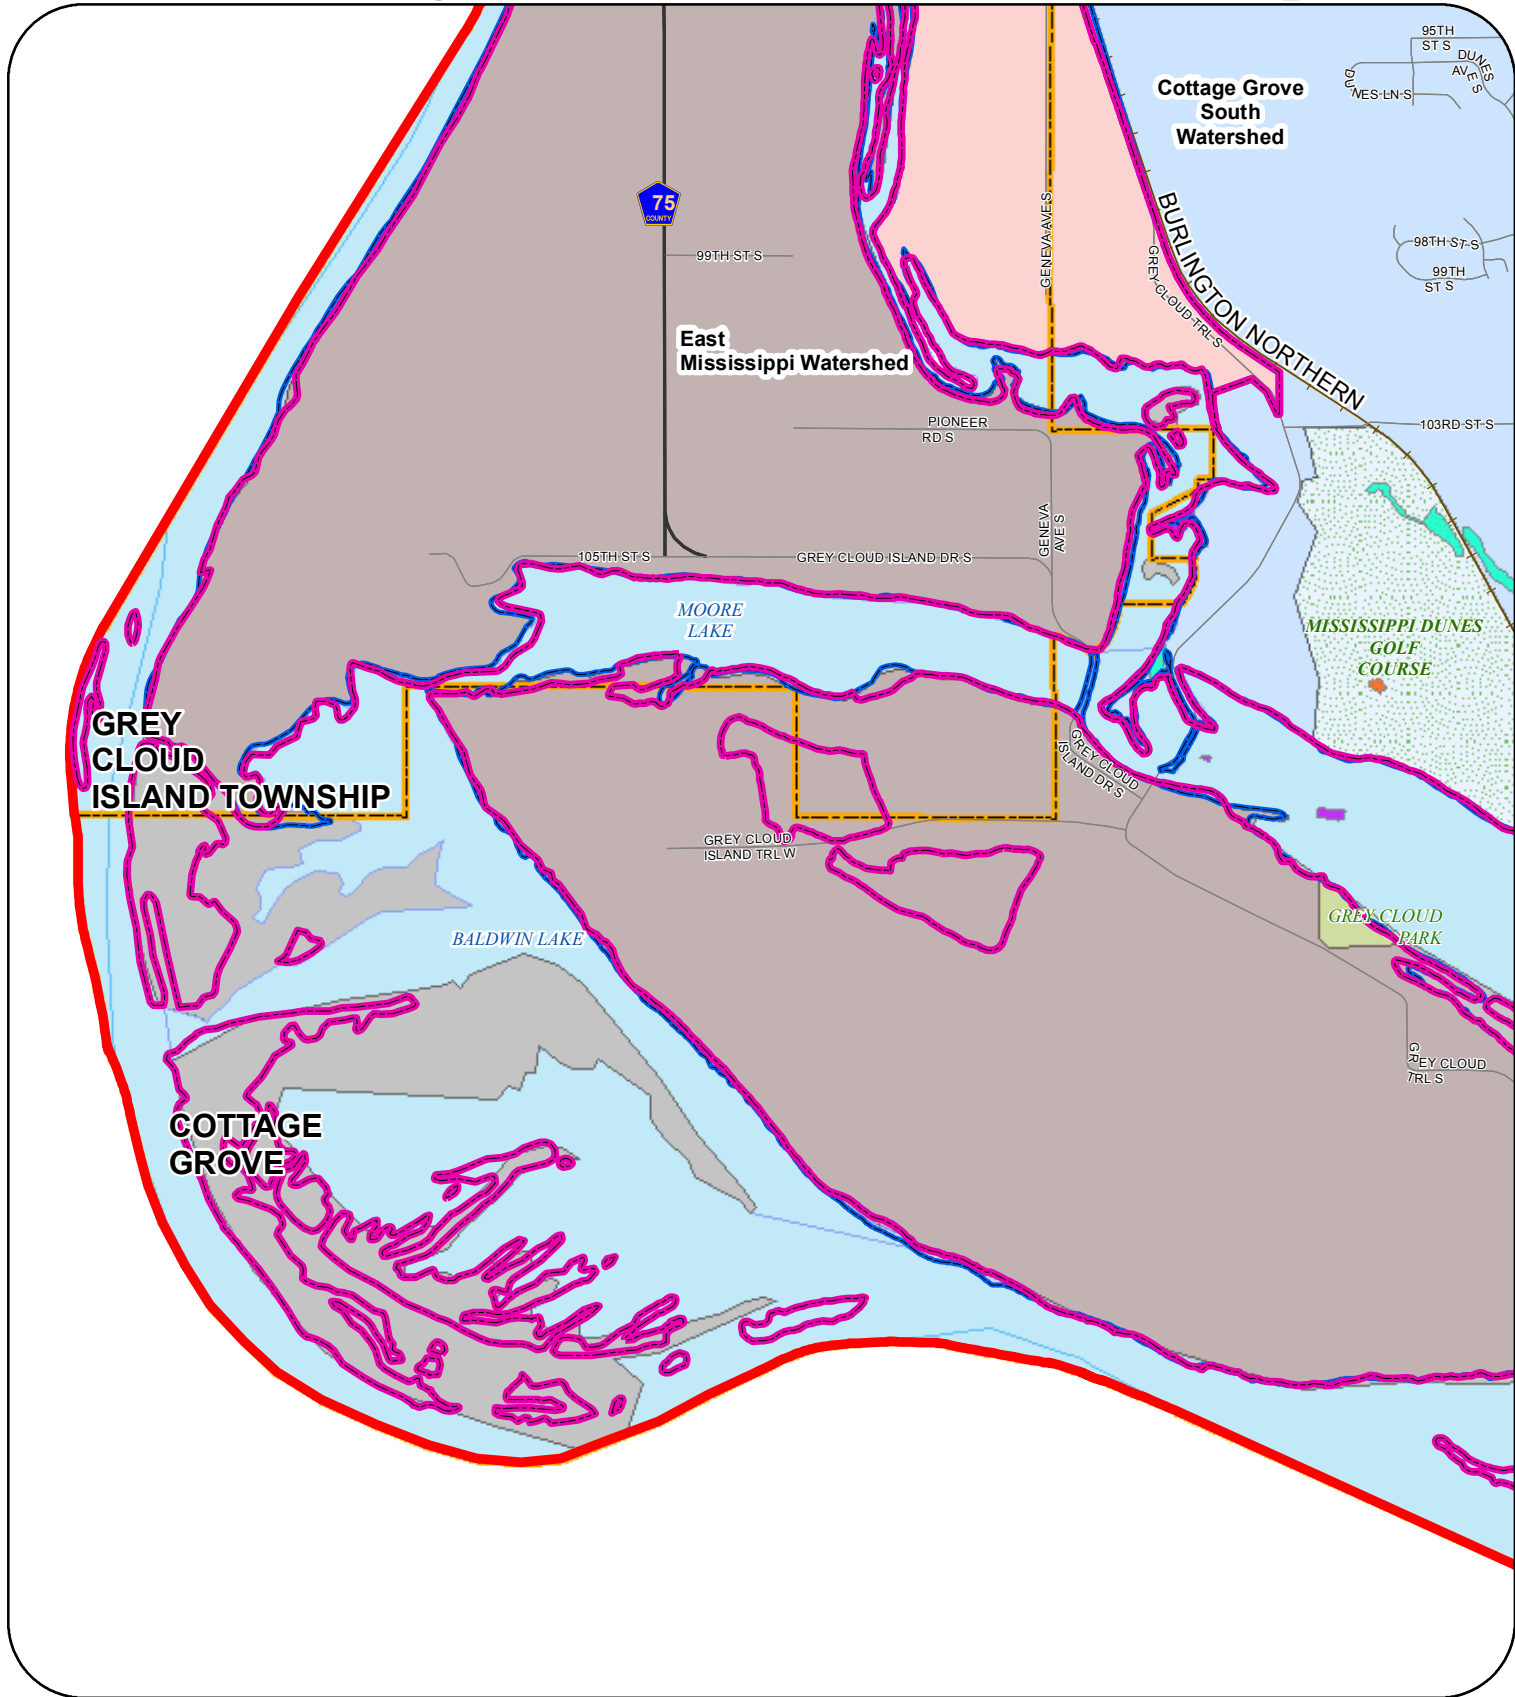 95TH
ST S
DUNES
AVE S
DUNES LN S
Cottage Grove
South
Watershed
75
COUNTY
99TH ST S
GENEVA AVE S
BURLINGTON NORTHERN
GREY CLOUD TRL S
98TH ST S
99TH
ST S
East
Mississippi Watershed
PIONEER
RD S
103RD ST S
GENEVA
AVE S
105TH ST S
GREY CLOUD ISLAND DR S
MOORE
LAKE
MISSISSIPPI DUNES
GOLF
COURSE
GREY
CLOUD
ISLAND TOWNSHIP
GREY CLOUD
ISLAND DR S
GREY CLOUD
ISLAND TRL W
GREY CLOUD
PARK
BALDWIN LAKE
GREY CLOUD
TRL S
COTTAGE
GROVE